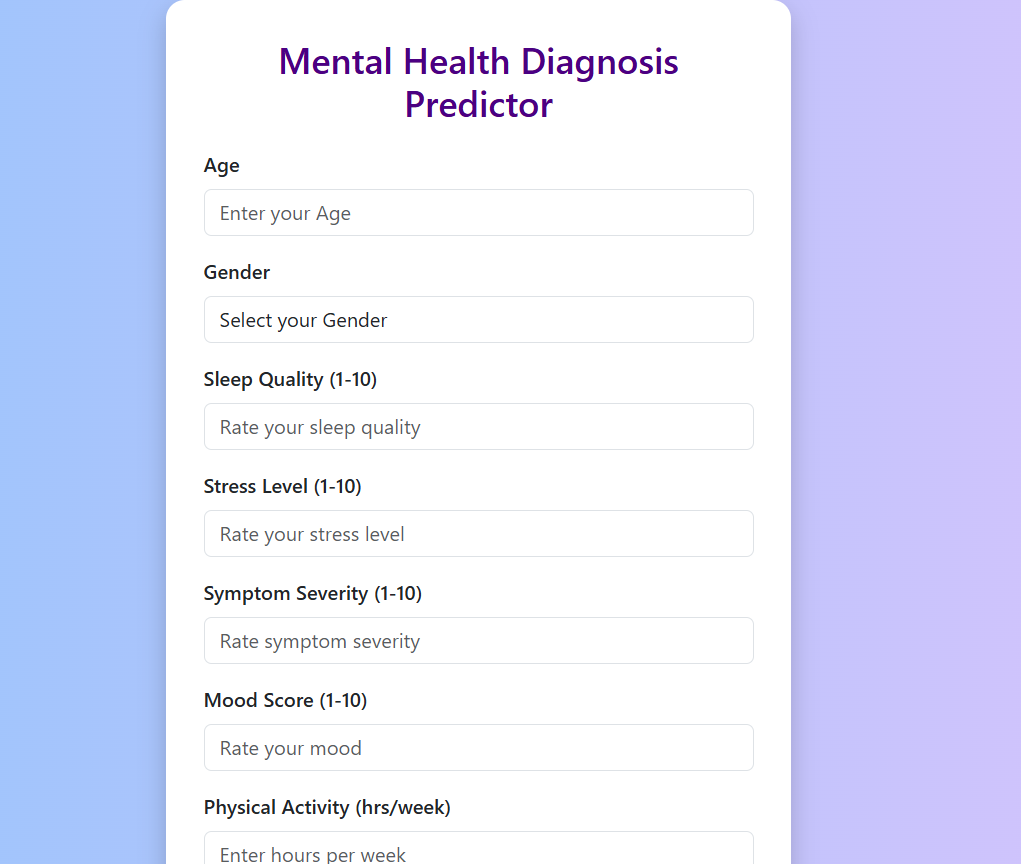 Mental Health Diagnosis
Predictor
Age
Enter your Age
Gender
Select your Gender
Sleep Quality (1-10)
Rate your sleep quality
Stress Level (1-10)
Rate your stress level
Symptom Severity (1-10)
Rate symptom severity
Mood Score (1-10)
Rate your mood
Physical Activity (hrs/week)
Enter hours per week